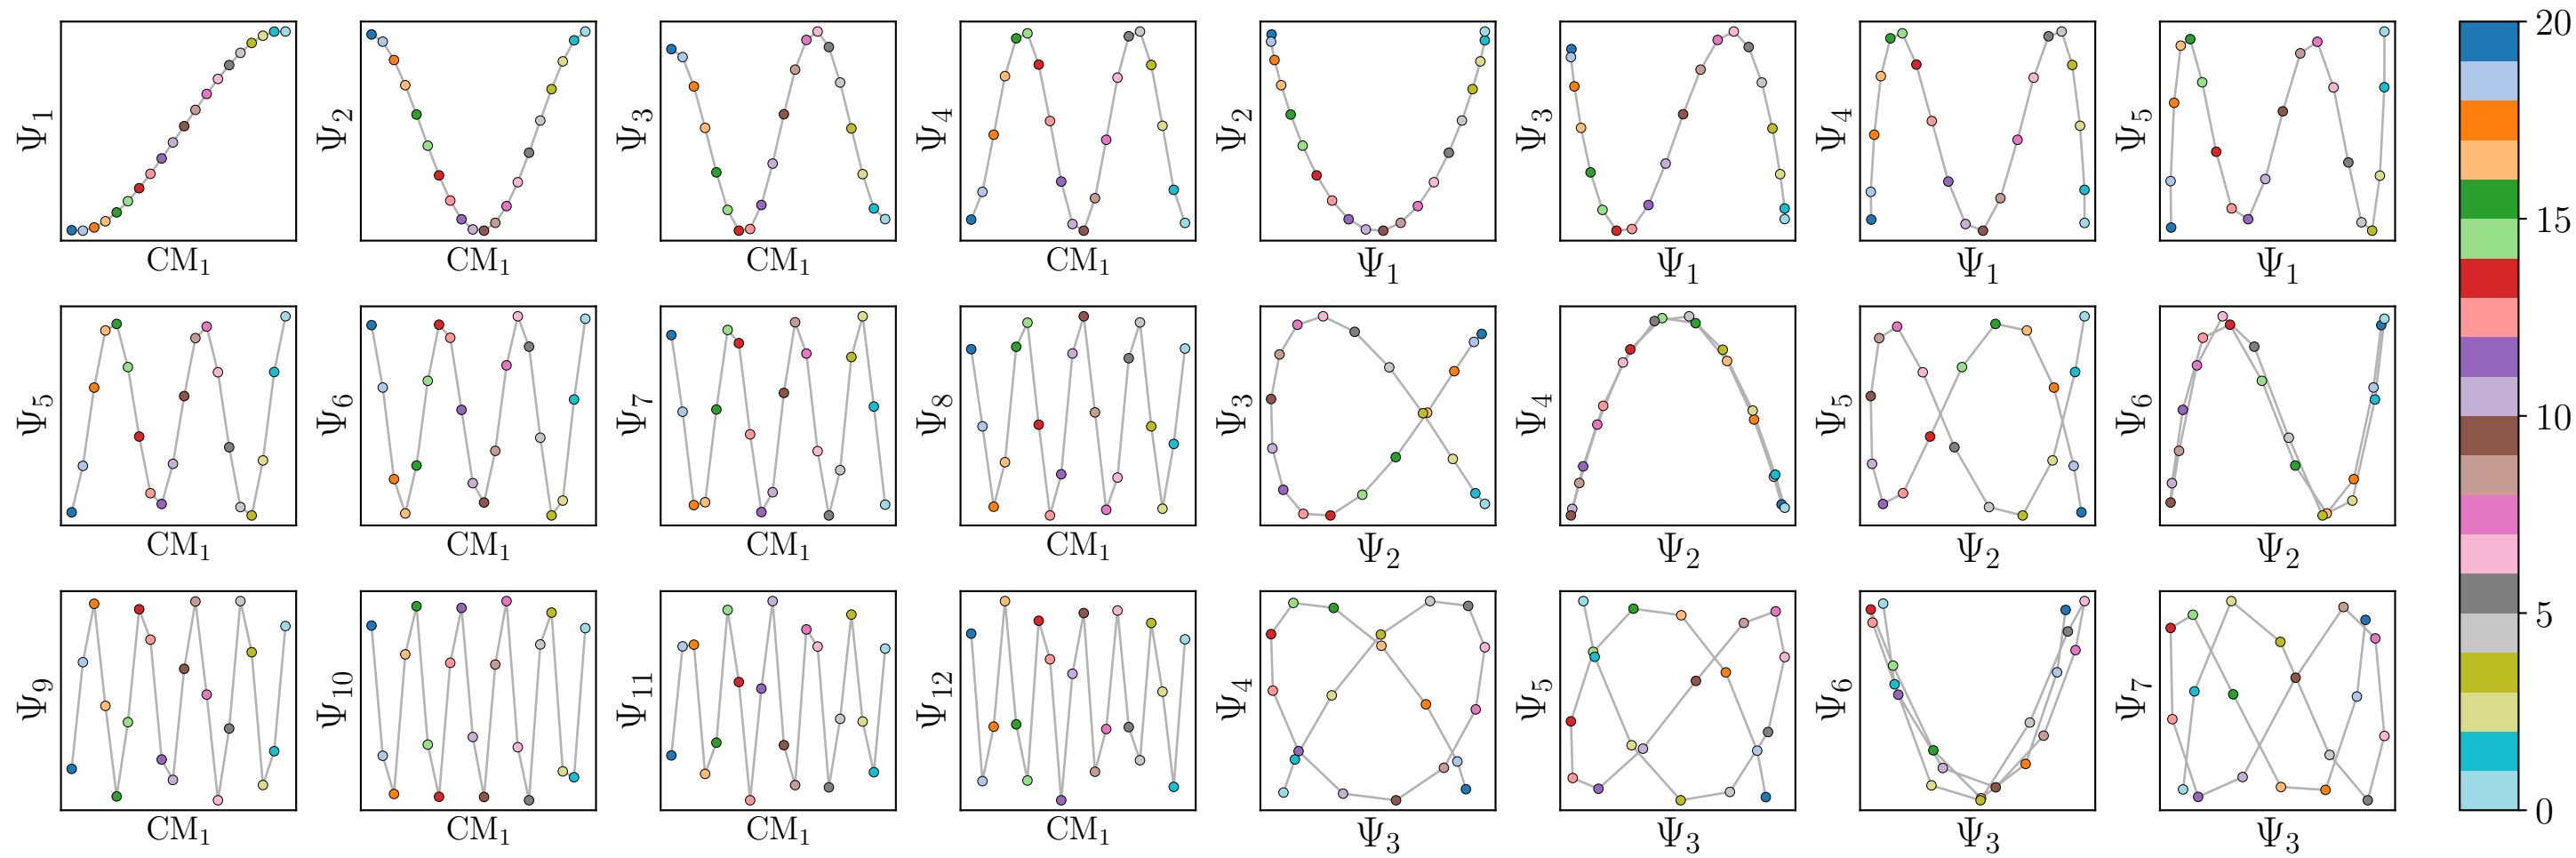 Ψ1 Ψ2 Ψ3 Ψ4 Ψ2 Ψ3 Ψ4 Ψ5 20
CM1 CM1 CM1 CM1 Ψ1 Ψ1 Ψ1 Ψ1 15
Ψ5 Ψ6 Ψ7 Ψ8 Ψ3 Ψ4 Ψ5 Ψ6 10
CM1 CM1 CM1 CM1 Ψ2 Ψ2 Ψ2 Ψ2
5
Ψ9 Ψ10 Ψ11 Ψ12 Ψ4 Ψ5 Ψ6 Ψ7
0
CM1 CM1 CM1 CM1 Ψ3 Ψ3 Ψ3 Ψ3